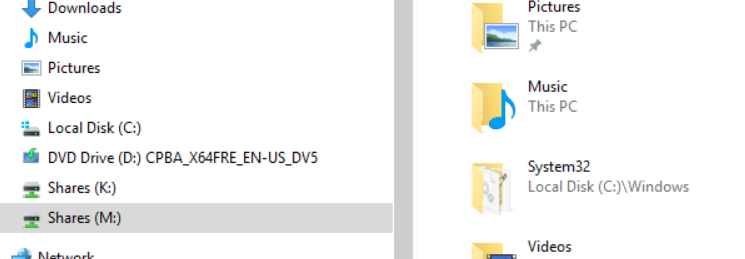 Downloads
Music
Pictures
Videos
Local Disk (C:)
DVD Drive (D:) CPBA_X64FRE_EN-US_DV5
Shares (K:)
Shares (M:)
Network
Pictures
This PC
Music
This PC
System32
Local Disk (C:)\Windows
Videos